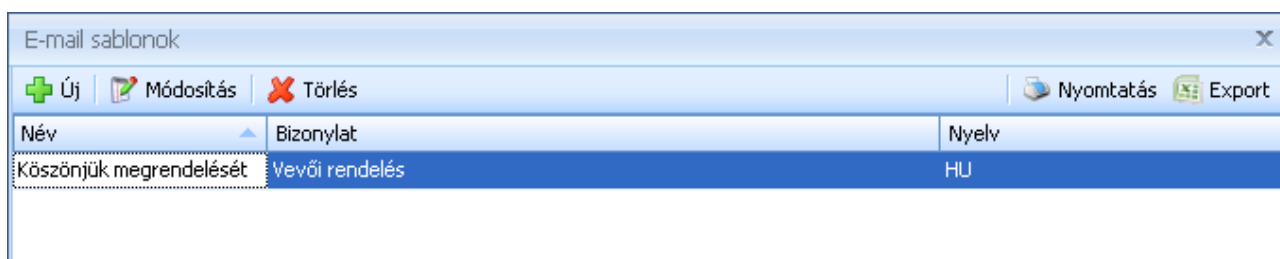 E-mail sablonok
Új Módosítás Törlés Nyomtatás Export
Név Bizonylat Nyelv
Köszönjük megrendelését Vevői rendelés HU